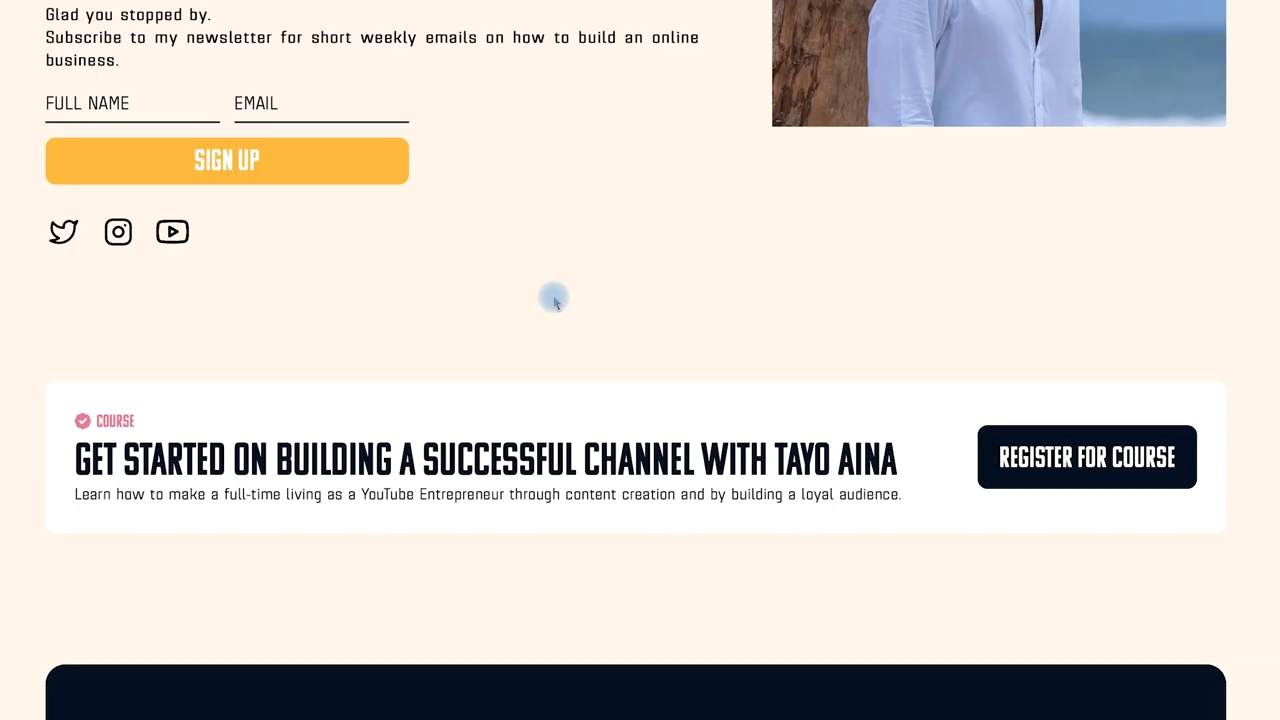 Glad you stopped by.
Subscribe to my newsletter for short weekly emails on how to build an online
business.
FULL NAME
EMAIL
SIGN UP
COURSE
GET STARTED ON BUILDING A SUCCESSFUL CHANNEL WITH TAYO AINA
Learn how to make a full-time living as a YouTube Entrepreneur through content creation and by building a loyal audience.
REGISTER FOR COURSE